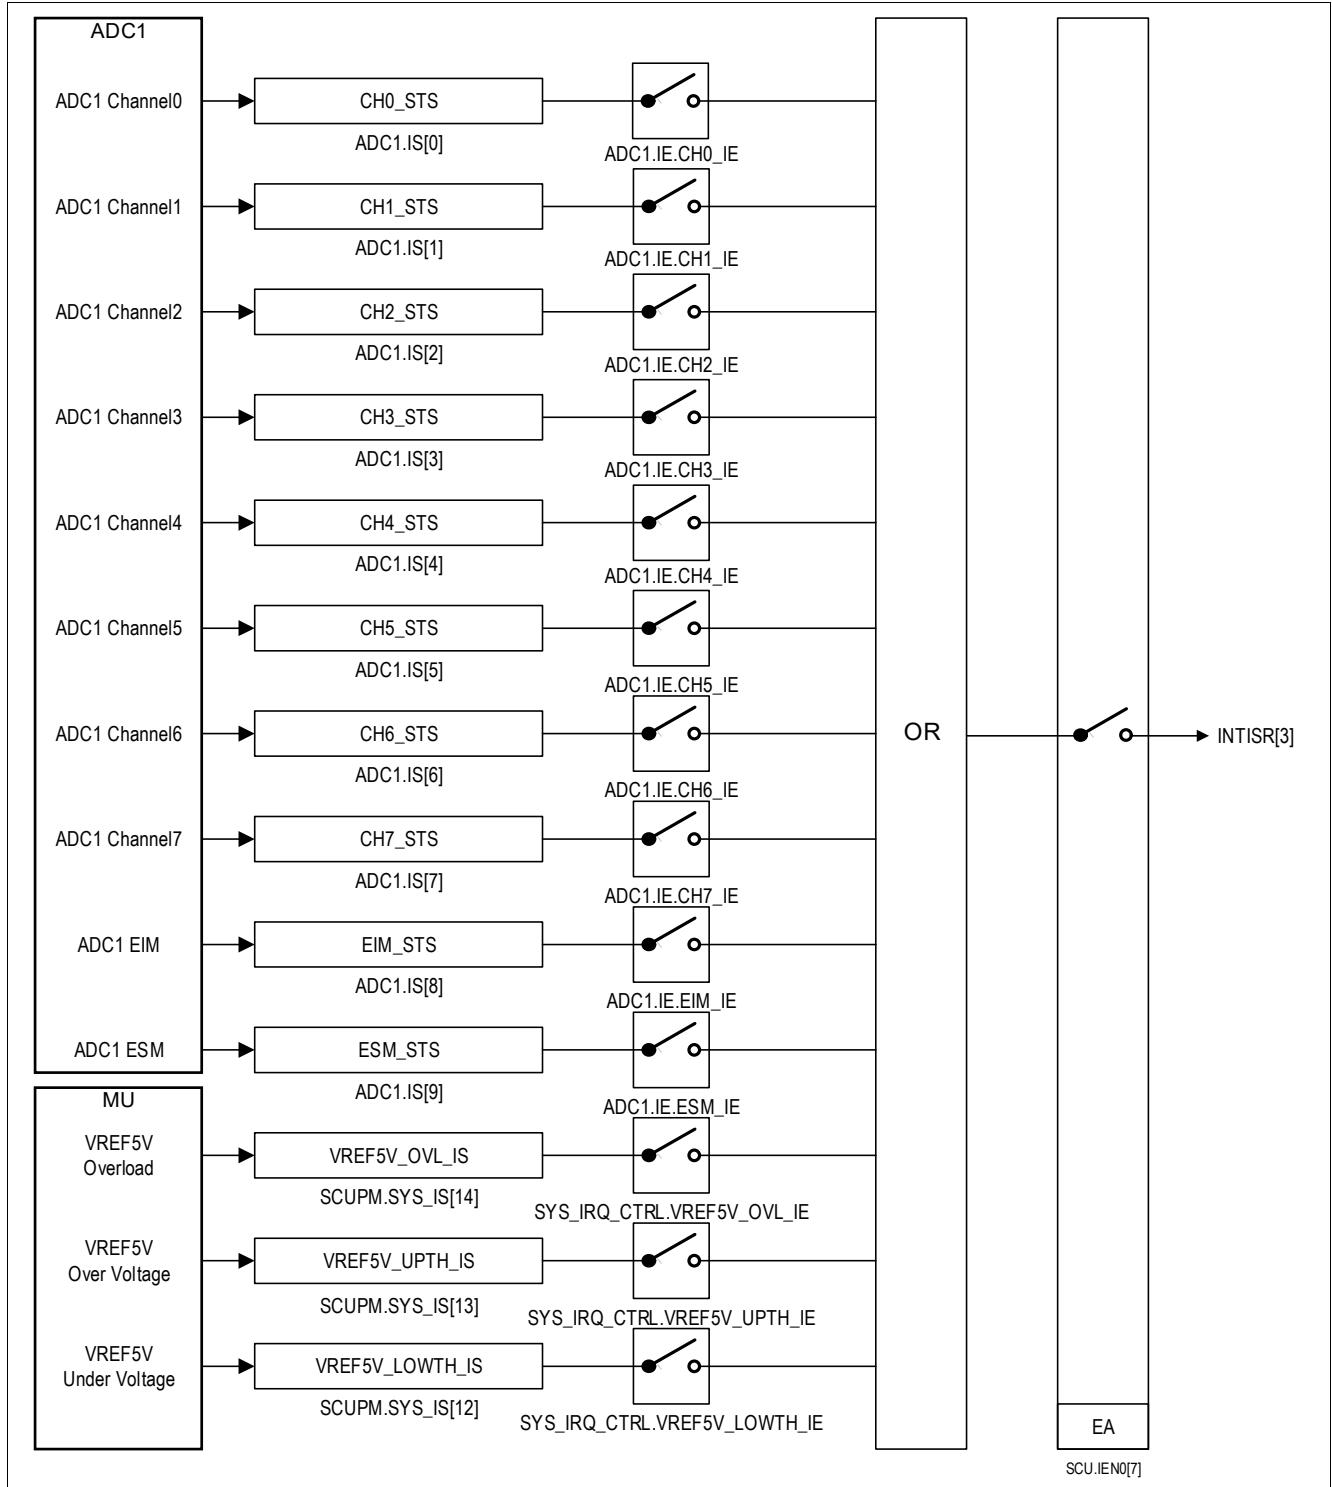 ADC1
ADC1 Channel0
CH0_STS
ADC1.IS[0]
ADC1.IE.CH0_IE
ADC1 Channel1
CH1_STS
ADC1.IS[1]
ADC1.IE.CH1_IE
ADC1 Channel2
CH2_STS
ADC1.IS[2]
ADC1.IE.CH2_IE
ADC1 Channel3
CH3_STS
ADC1.IS[3]
ADC1.IE.CH3_IE
ADC1 Channel4
CH4_STS
ADC1.IS[4]
ADC1.IE.CH4_IE
ADC1 Channel5
CH5_STS
ADC1.IS[5]
ADC1.IE.CH5_IE
ADC1 Channel6
CH6_STS
ADC1.IS[6]
ADC1.IE.CH6_IE
OR
INTISR[3]
ADC1 Channel7
CH7_STS
ADC1.IS[7]
ADC1.IE.CH7_IE
ADC1 EIM
EIM_STS
ADC1.IS[8]
ADC1.IE.EIM_IE
ADC1 ESM
ESM_STS
ADC1.IS[9]
ADC1.IE.ESM_IE
MU
VREF5V
Overload
VREF5V_OVL_IS
SCUPM.SYS_IS[14]
SYS_IRQ_CTRL.VREF5V_OVL_IE
VREF5V
Over Voltage
VREF5V_UPTH_IS
SCUPM.SYS_IS[13]
SYS_IRQ_CTRL.VREF5V_UPTH_IE
VREF5V
Under Voltage
VREF5V_LOWTH_IS
SCUPM.SYS_IS[12]
SYS_IRQ_CTRL.VREF5V_LOWTH_IE
EA
SCU.IEN0[7]